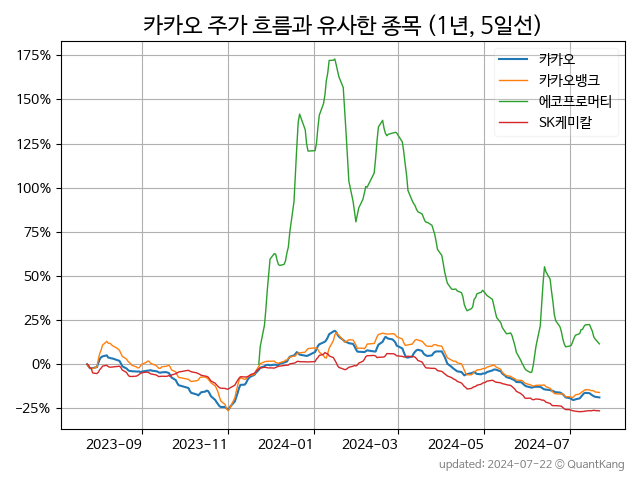 카카오 주가 흐름과 유사한 종목 (1년, 5일선)
175%
150%
125%
100%
75%
50%
25%
0%
−25%
카카오
카카오뱅크
에코프로머티
SK케미칼
2023-09
2023-11
2024-01
2024-03
2024-05
2024-07
updated: 2024-07-22 © QuantKang